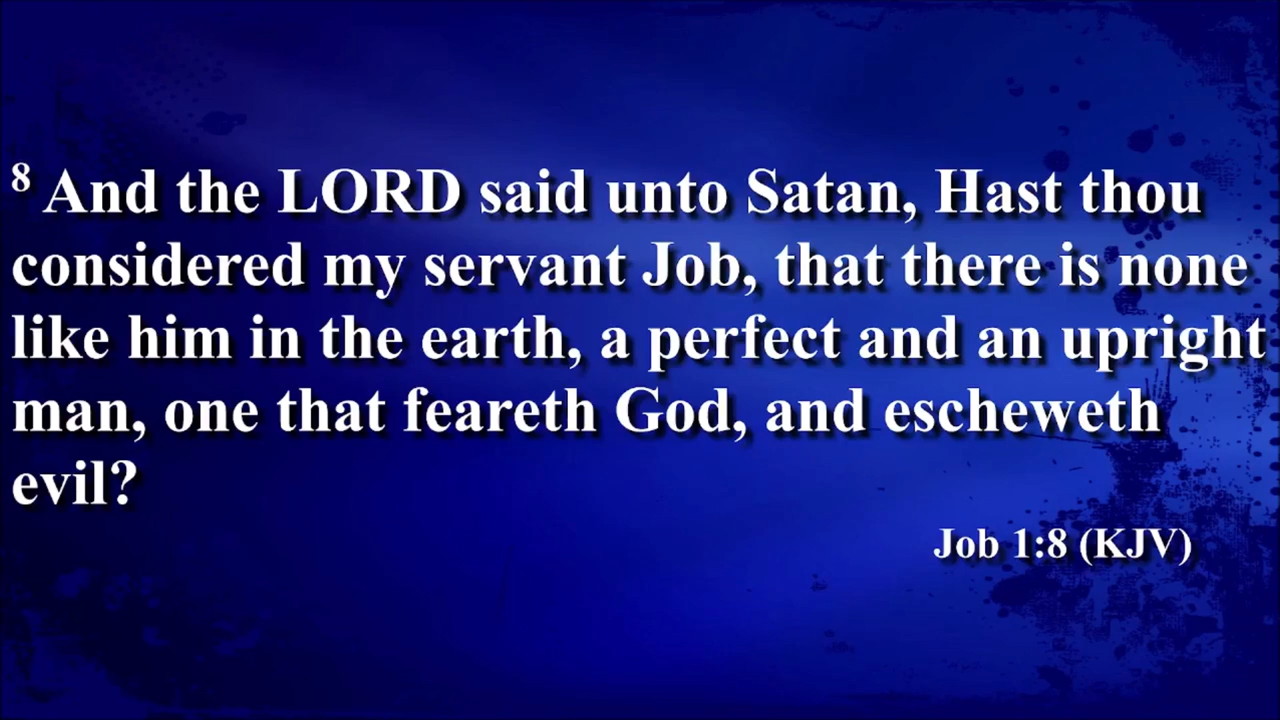 8 And the LORD said unto Satan, Hast thou
considered my servant Job, that there is none
like him in the earth, a perfect and an upright
man, one that feareth God, and escheweth
evil?
Job 1:8 (KJV)